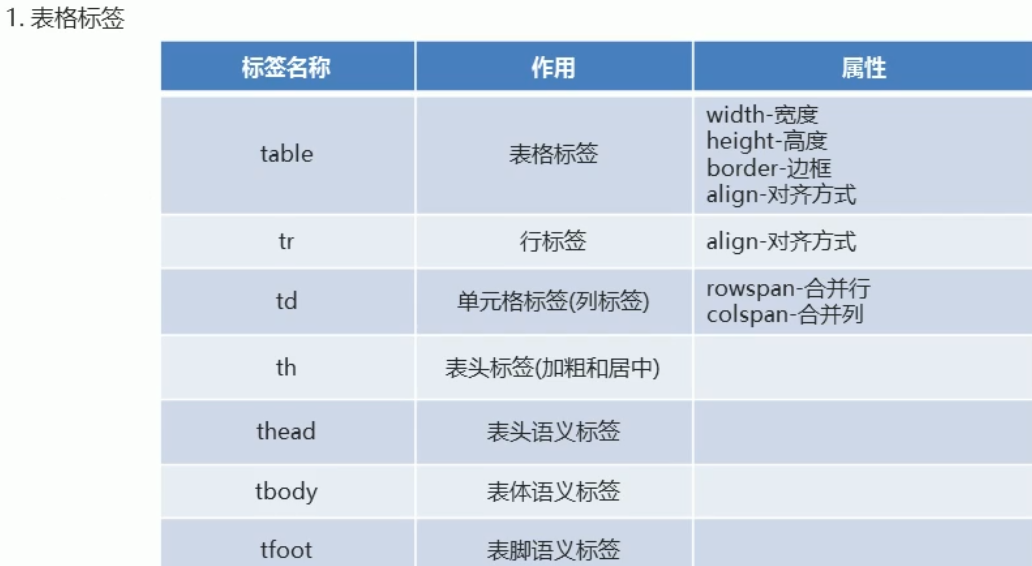 1. 表格标签
标签名称 作用 属性
table 表格标签 width-宽度
height-高度
border-边框
align-对齐方式
tr 行标签 align-对齐方式
td 单元格标签(列标签) rowspan-合并行
colspan-合并列
th 表头标签(加粗和居中)
thead 表头语义标签
tbody 表体语义标签
tfoot 表脚语义标签